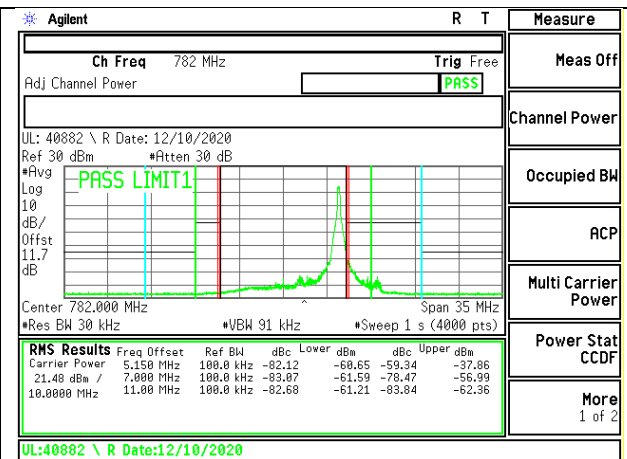 Agilent R T Measure
Ch Freq 782 MHz Trig Free
Meas Off
Adj Channel Power PASS
Channel Power
UL: 40882 \ R Date: 12/10/2020
Ref 30 dBm #Atten 30 dB
#Avg
Log
10
dB/
Offst
11.7
dB
PASS LIMIT1
Occupied BW
ACP
Multi Carrier
Power
Center 782.000 MHz ^ Span 35 MHz
#Res BW 30 kHz #VBW 91 kHz #Sweep 1 s (4000 pts)
Power Stat
CCDF
RMS Results Freq Offset Ref BW dBc Lower dBm dBc Upper dBm
Carrier Power 5.150 MHz 100.0 kHz -82.12 -60.65 -59.34 -37.86
21.48 dBm / 7.000 MHz 100.0 kHz -83.07 -61.59 -78.47 -56.99
10.0000 MHz 11.00 MHz 100.0 kHz -82.68 -61.21 -83.84 -62.36
More
1 of 2
UL:40882 \ R Date:12/10/2020